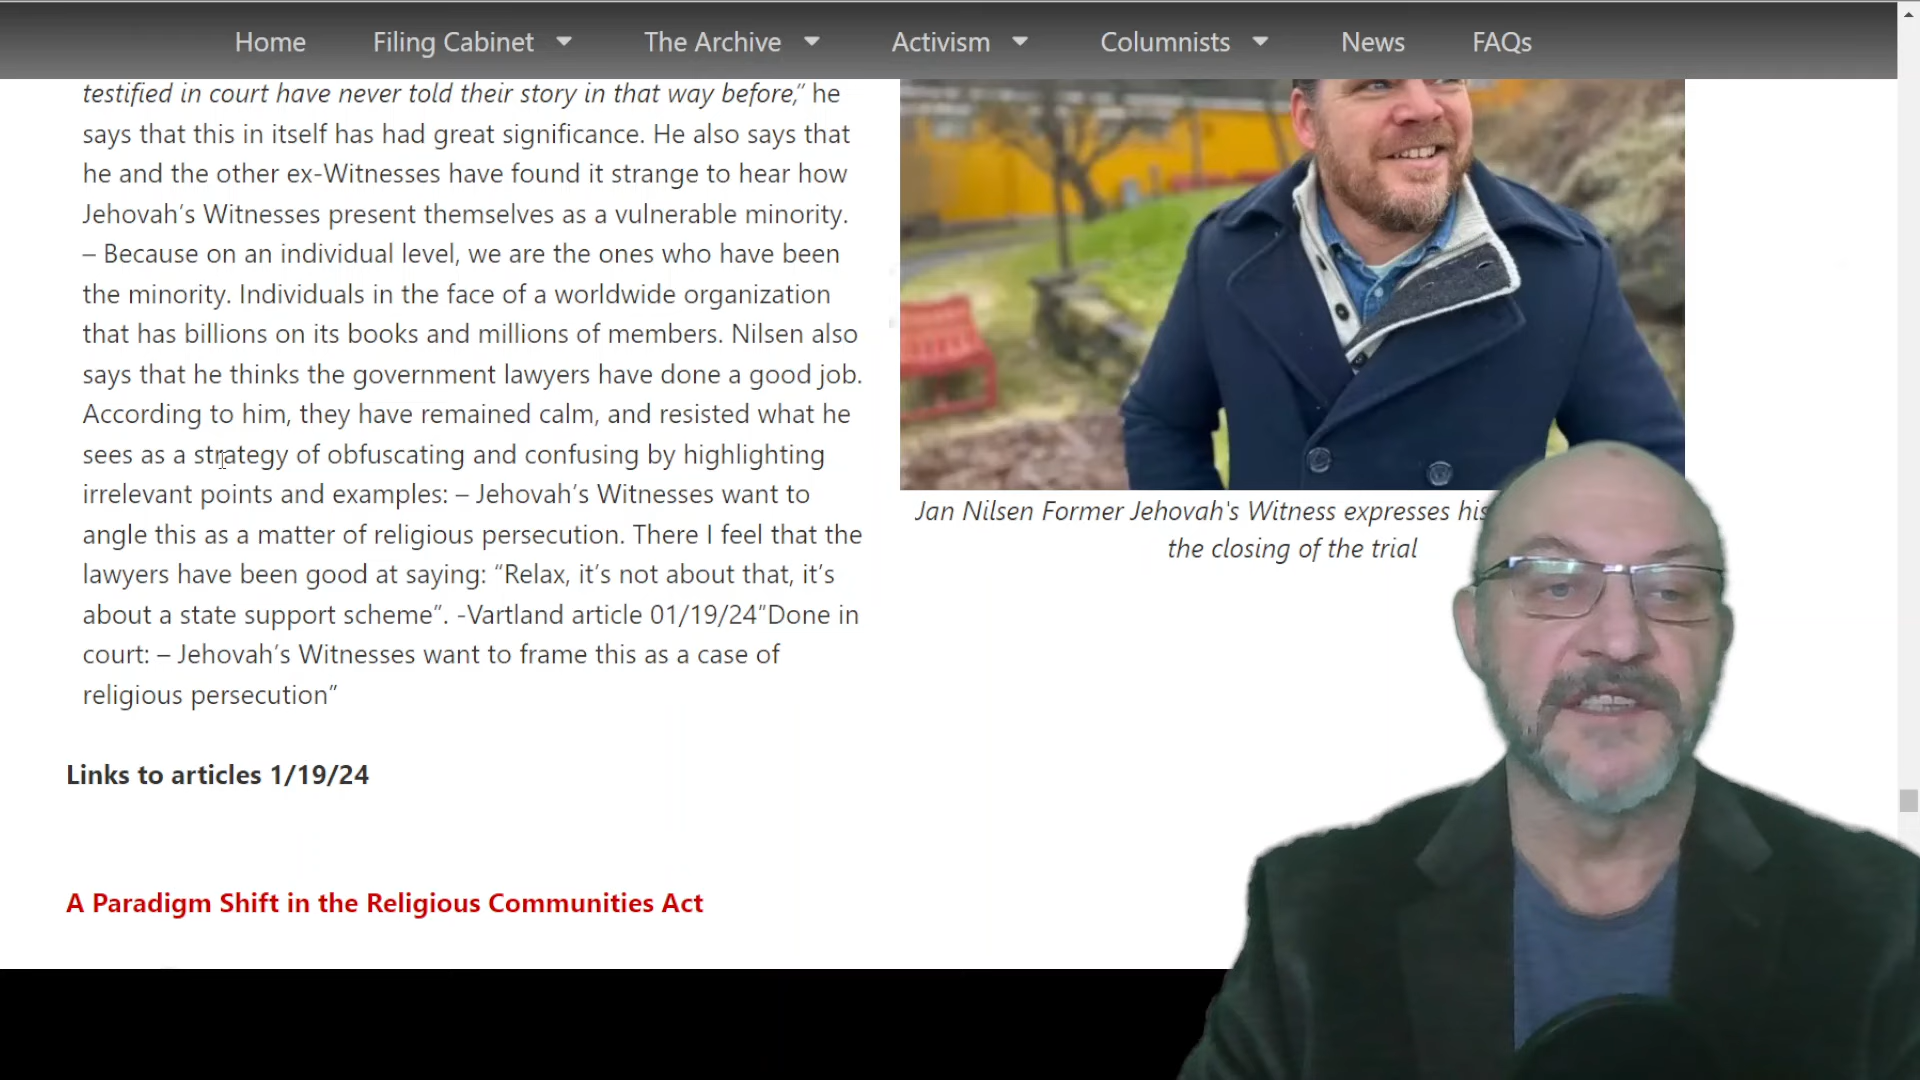 Home Filing Cabinet The Archive Activism Columnists News FAQs
testified in court have never told their story in that way before,” he
says that this in itself has had great significance. He also says that
he and the other ex-Witnesses have found it strange to hear how
Jehovah’s Witnesses present themselves as a vulnerable minority.
– Because on an individual level, we are the ones who have been
the minority. Individuals in the face of a worldwide organization
that has billions on its books and millions of members. Nilsen also
says that he thinks the government lawyers have done a good job.
According to him, they have remained calm, and resisted what he
sees as a strategy of obfuscating and confusing by highlighting
irrelevant points and examples: – Jehovah’s Witnesses want to
angle this as a matter of religious persecution. There I feel that the
lawyers have been good at saying: “Relax, it’s not about that, it’s
about a state support scheme”. -Vartland article 01/19/24”Done in
court: – Jehovah’s Witnesses want to frame this as a case of
religious persecution”
Jan Nilsen Former Jehovah's Witness expresses his
the closing of the trial
Links to articles 1/19/24
A Paradigm Shift in the Religious Communities Act